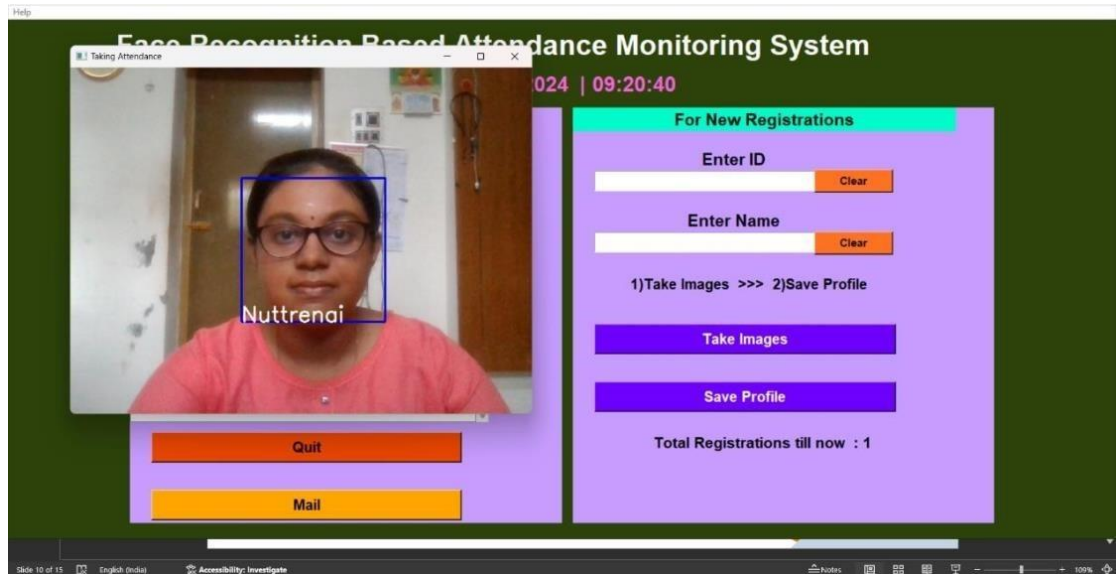 Help
Face Recognition Based Attendance Monitoring System
Taking Attendance
2024 | 09:20:40
Nuttrenai
Quit
Mail
For New Registrations
Enter ID
Clear
Enter Name
Clear
1)Take Images >>> 2)Save Profile
Take Images
Save Profile
Total Registrations till now : 1
Slide 10 of 15
English (India)
Accessibility: Investigate
Notes
109%